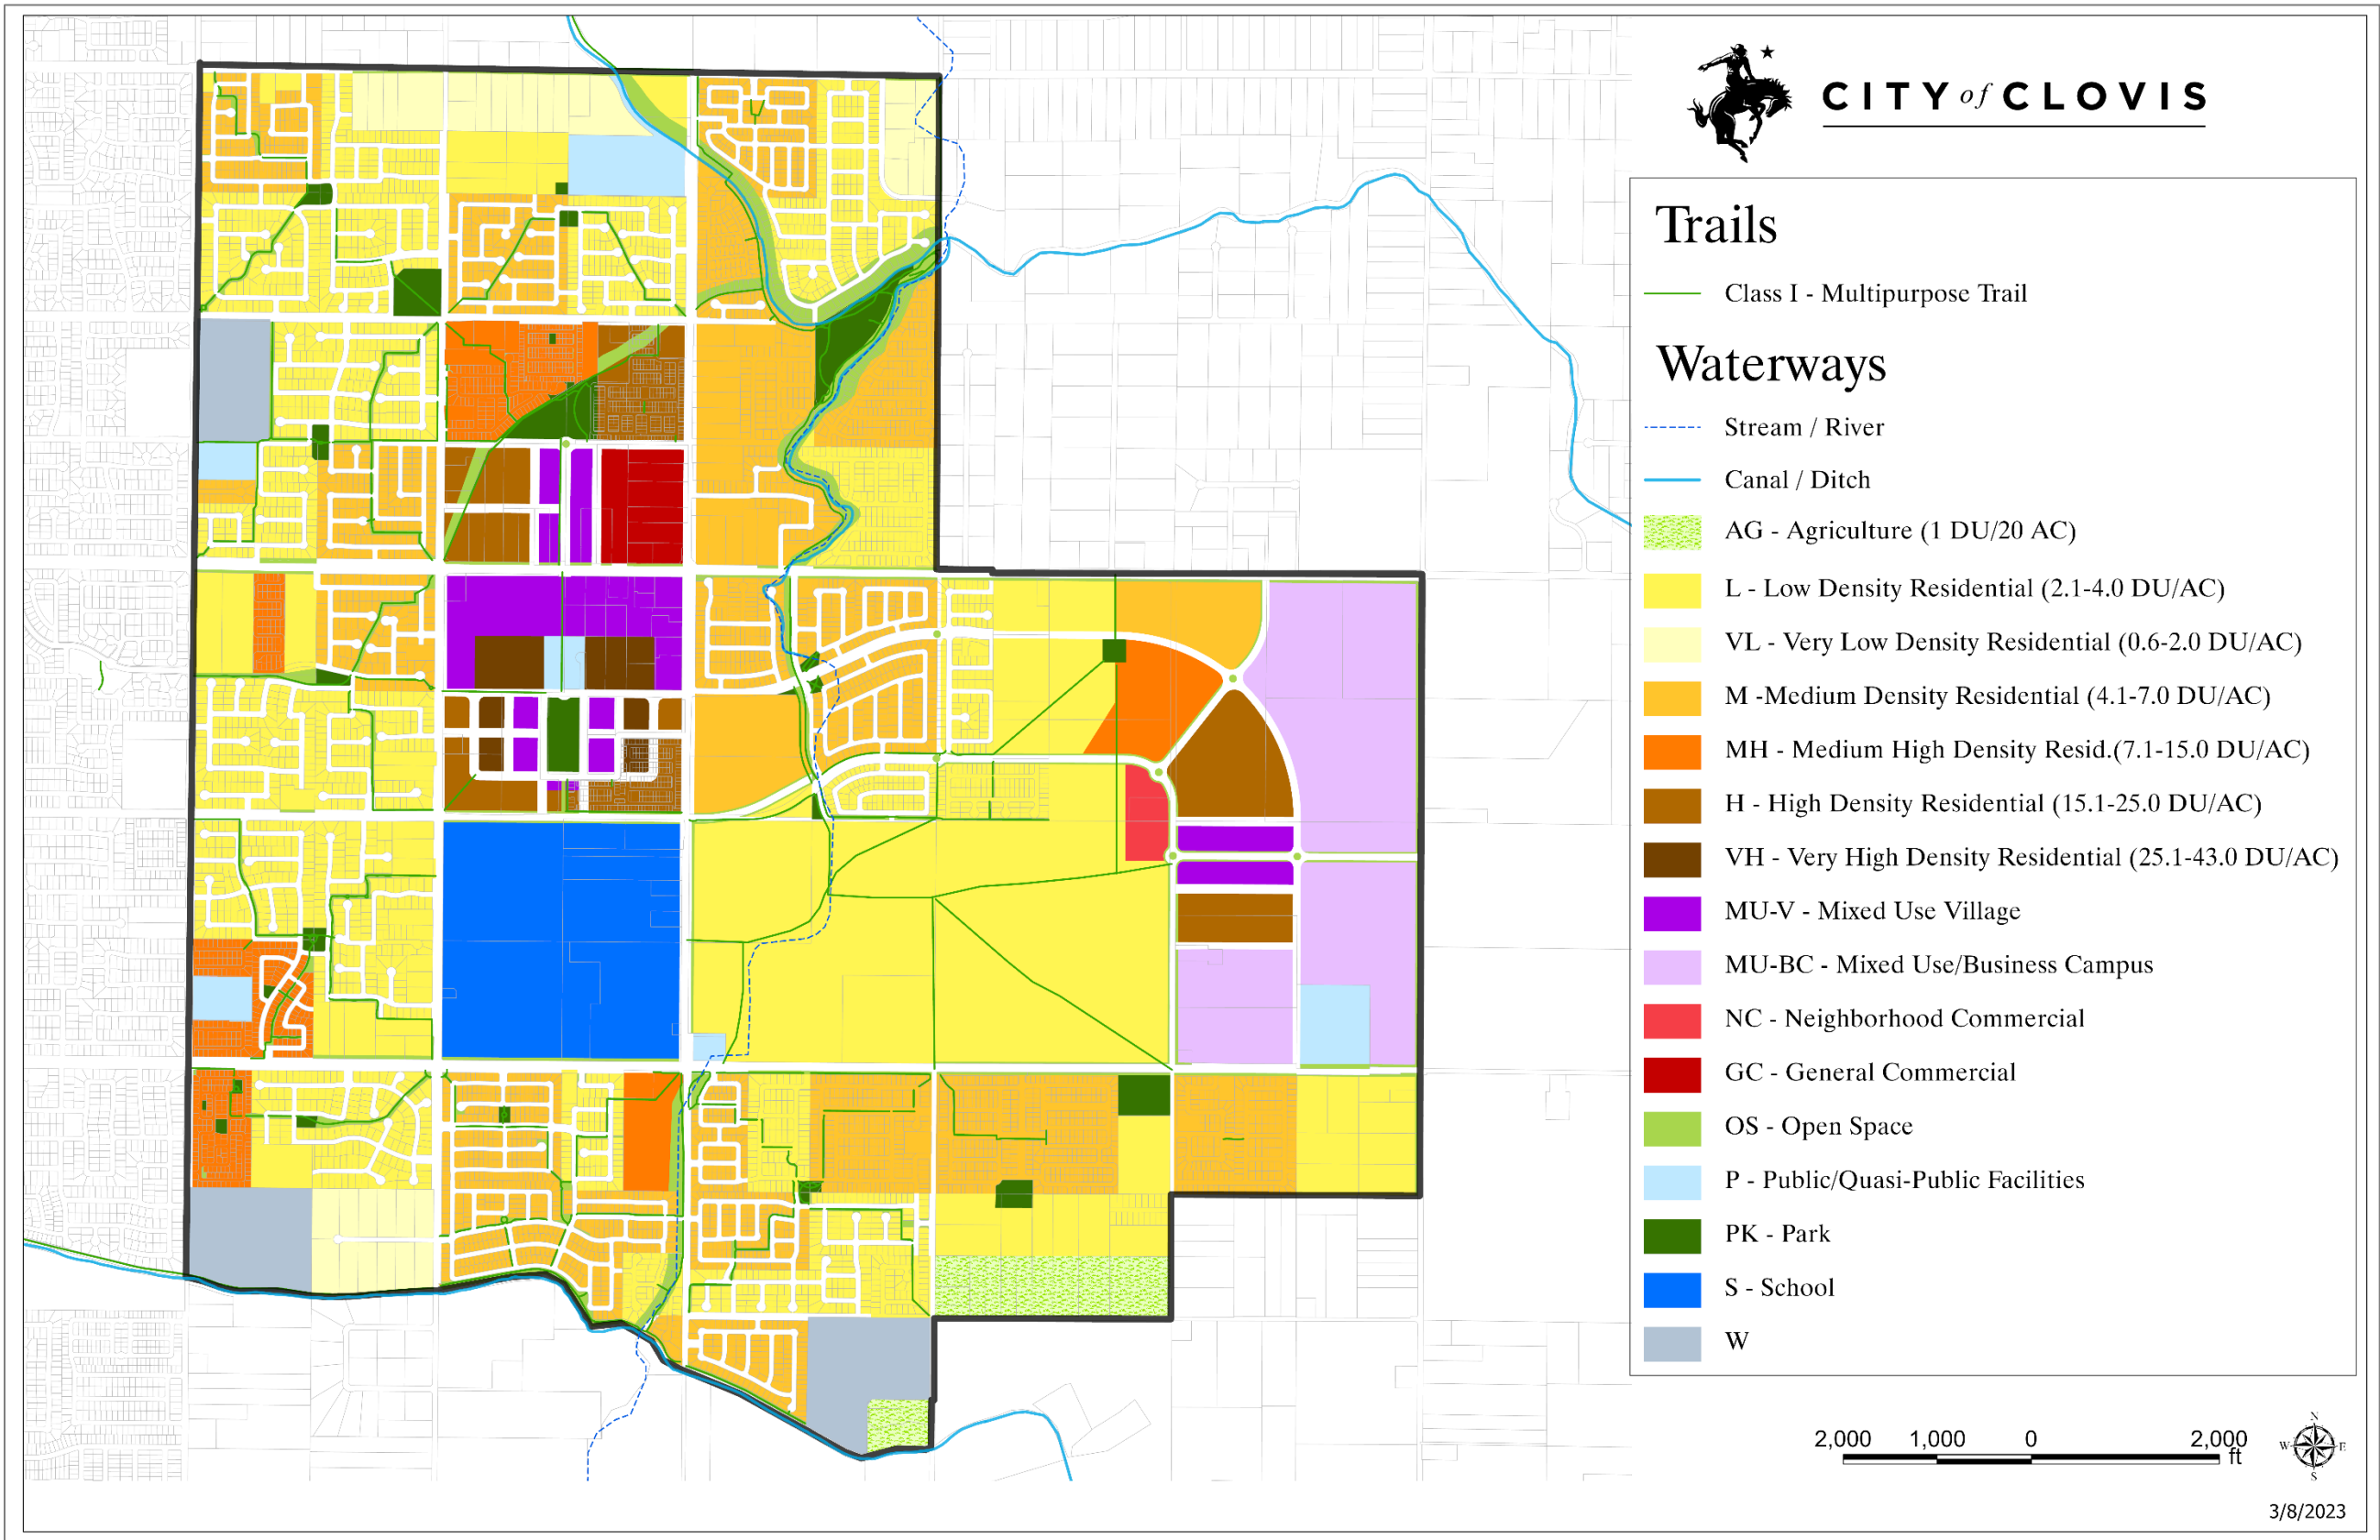 CITY of CLOVIS
Trails
Class I - Multipurpose Trail
Waterways
Stream / River
Canal / Ditch
AG - Agriculture (1 DU/20 AC)
L - Low Density Residential (2.1-4.0 DU/AC)
VL - Very Low Density Residential (0.6-2.0 DU/AC)
M -Medium Density Residential (4.1-7.0 DU/AC)
MH - Medium High Density Resid.(7.1-15.0 DU/AC)
H - High Density Residential (15.1-25.0 DU/AC)
VH - Very High Density Residential (25.1-43.0 DU/AC)
MU-V - Mixed Use Village
MU-BC - Mixed Use/Business Campus
NC - Neighborhood Commercial
GC - General Commercial
OS - Open Space
P - Public/Quasi-Public Facilities
PK - Park
S - School
W
2,000 1,000 0 2,000
ft
N
W E
S
3/8/2023